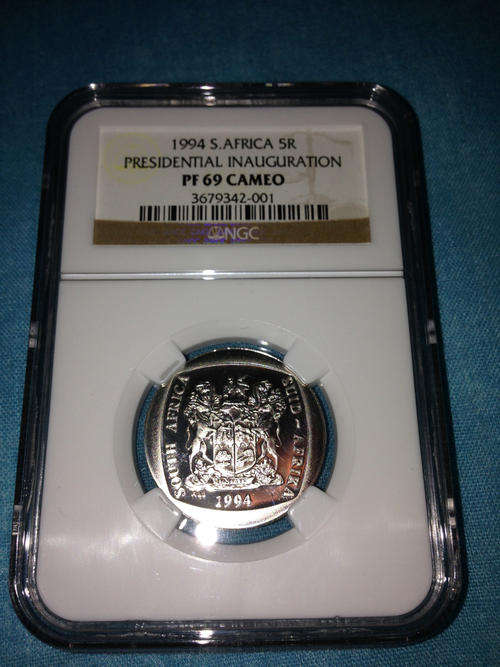 1994 S.AFRICA 5R
PRESIDENTIAL INAUGURATION
PF 69 CAMEO
3679342-001
NGC
SOUTH AFRICA
SUID-AFRIKA
1994